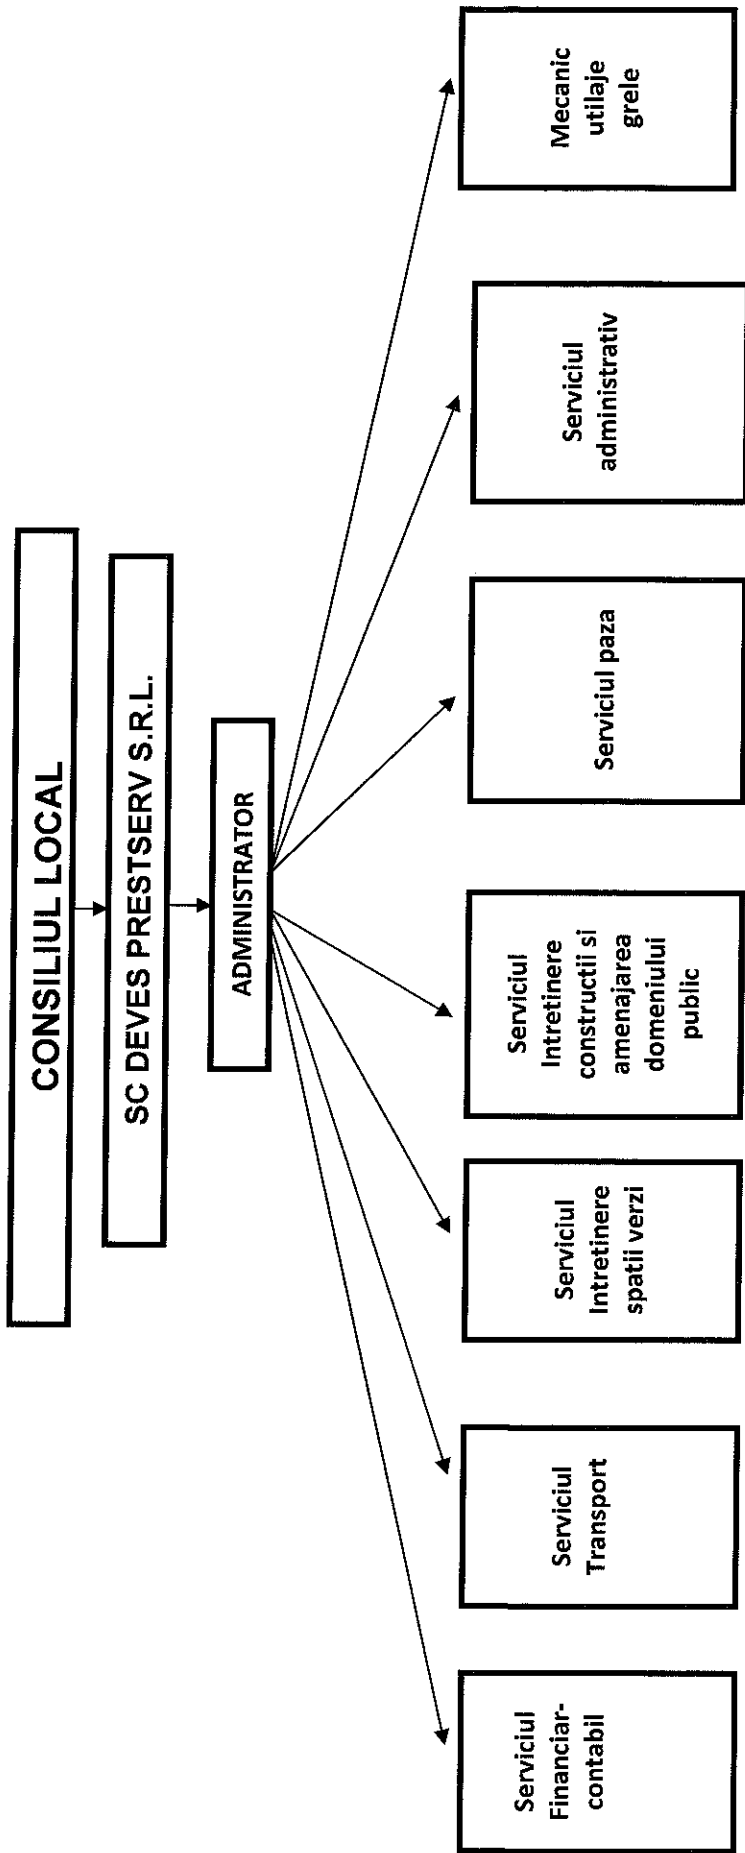 CONSILIUL LOCAL
SC DEVES PRESTSERV S.R.L.
ADMINISTRATOR
Serviciul
Financiar-
contabil
Serviciul
Transport
Serviciul
Intretinere
spatii verzi
Serviciul
Intretinere
constructii si
amenajarea
domeniului
public
Serviciul paza
Serviciul
administrativ
Mecanic
utilaje
grele